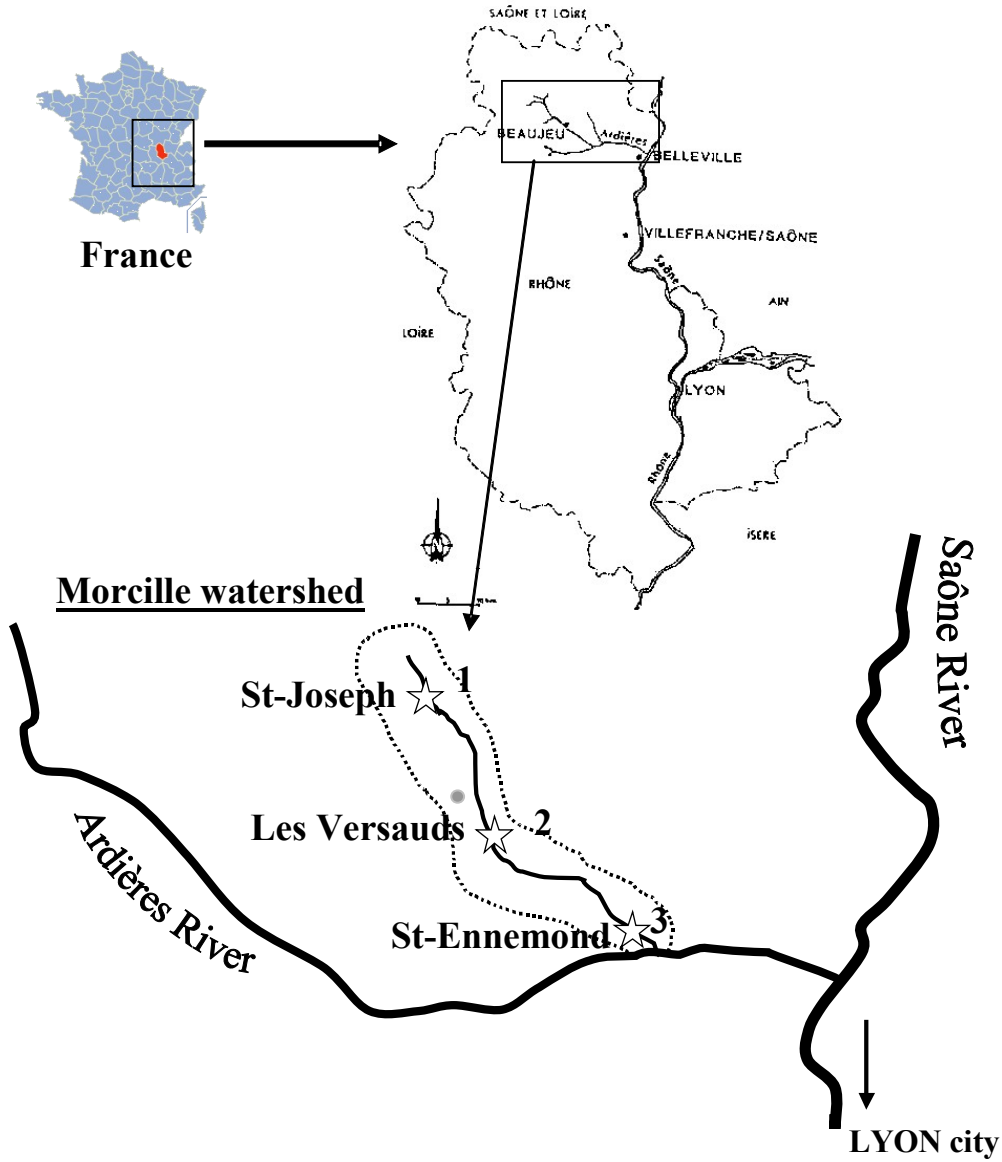 SAÔNE ET LOIRE
BEAUJEU
Ardières
BELLEVILLE
France
VILLEFRANCHE/SAÔNE
Saône
RHÔNE
AIN
LOIRE
LYON
Rhône
N
ISERE
Morcille watershed
Saône River
St-Joseph
1
Les Versauds
2
Ardières River
St-Ennemond
3
LYON city